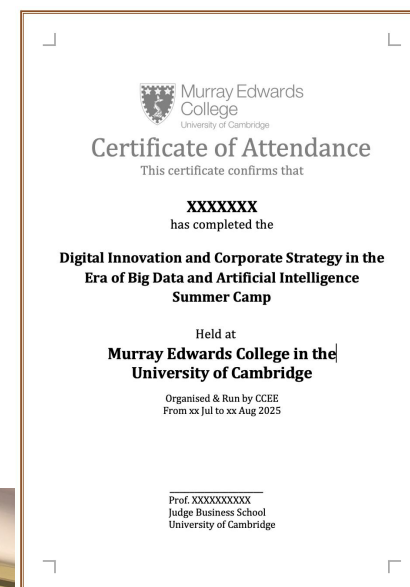 Murray Edwards
College
University of Cambridge
Certificate of Attendance
This certificate confirms that
XXXXXXX
has completed the
Digital Innovation and Corporate Strategy in the
Era of Big Data and Artificial Intelligence
Summer Camp
Held at
Murray Edwards College in the
University of Cambridge
Organised & Run by CCEE
From xx Jul to xx Aug 2025
Prof. XXXXXXXXXX
Judge Business School
University of Cambridge